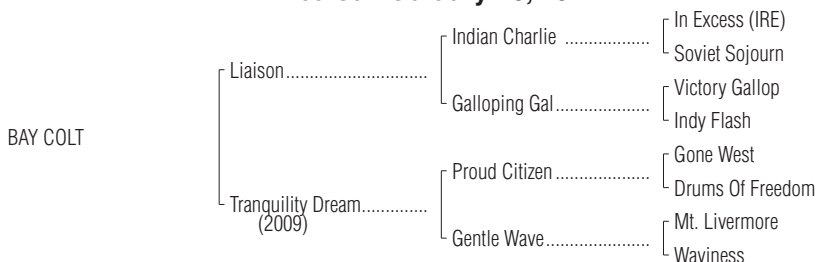 In Excess (IRE)
Indian Charlie ..................
Soviet Sojourn
Liaison..............................
Victory Gallop
Galloping Gal....................
Indy Flash
BAY COLT
Gone West
Proud Citizen ....................
Drums Of Freedom
Tranquility Dream..............
(2009)
Mt. Livermore
Gentle Wave......................
Waviness